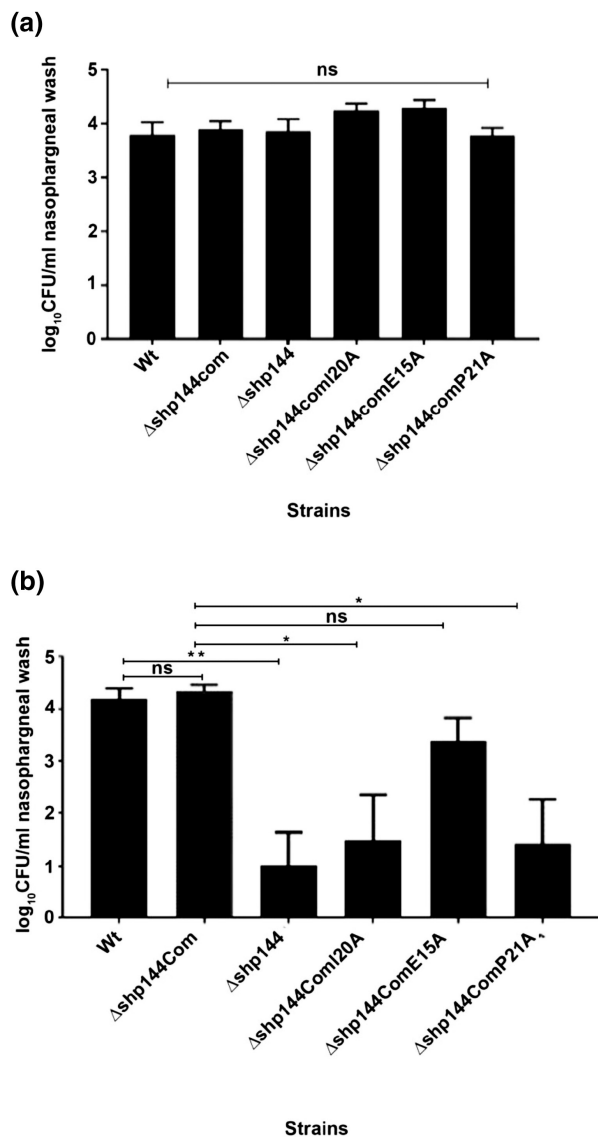 (a)
ns
log₁₀CFU/ml nasophargneal wash
5
4
3
2
1
0
Wt
Δshp144com
Δshp144
Δshp144comI20A
Δshp144comE15A
Δshp144comP21A
Strains
(b)
*
ns
*
**
ns
log₁₀CFU/ml nasophargneal wash
5
4
3
2
1
0
Wt
Δshp144Com
Δshp144
Δshp144ComI20A
Δshp144ComE15A
Δshp144ComP21A
Strains